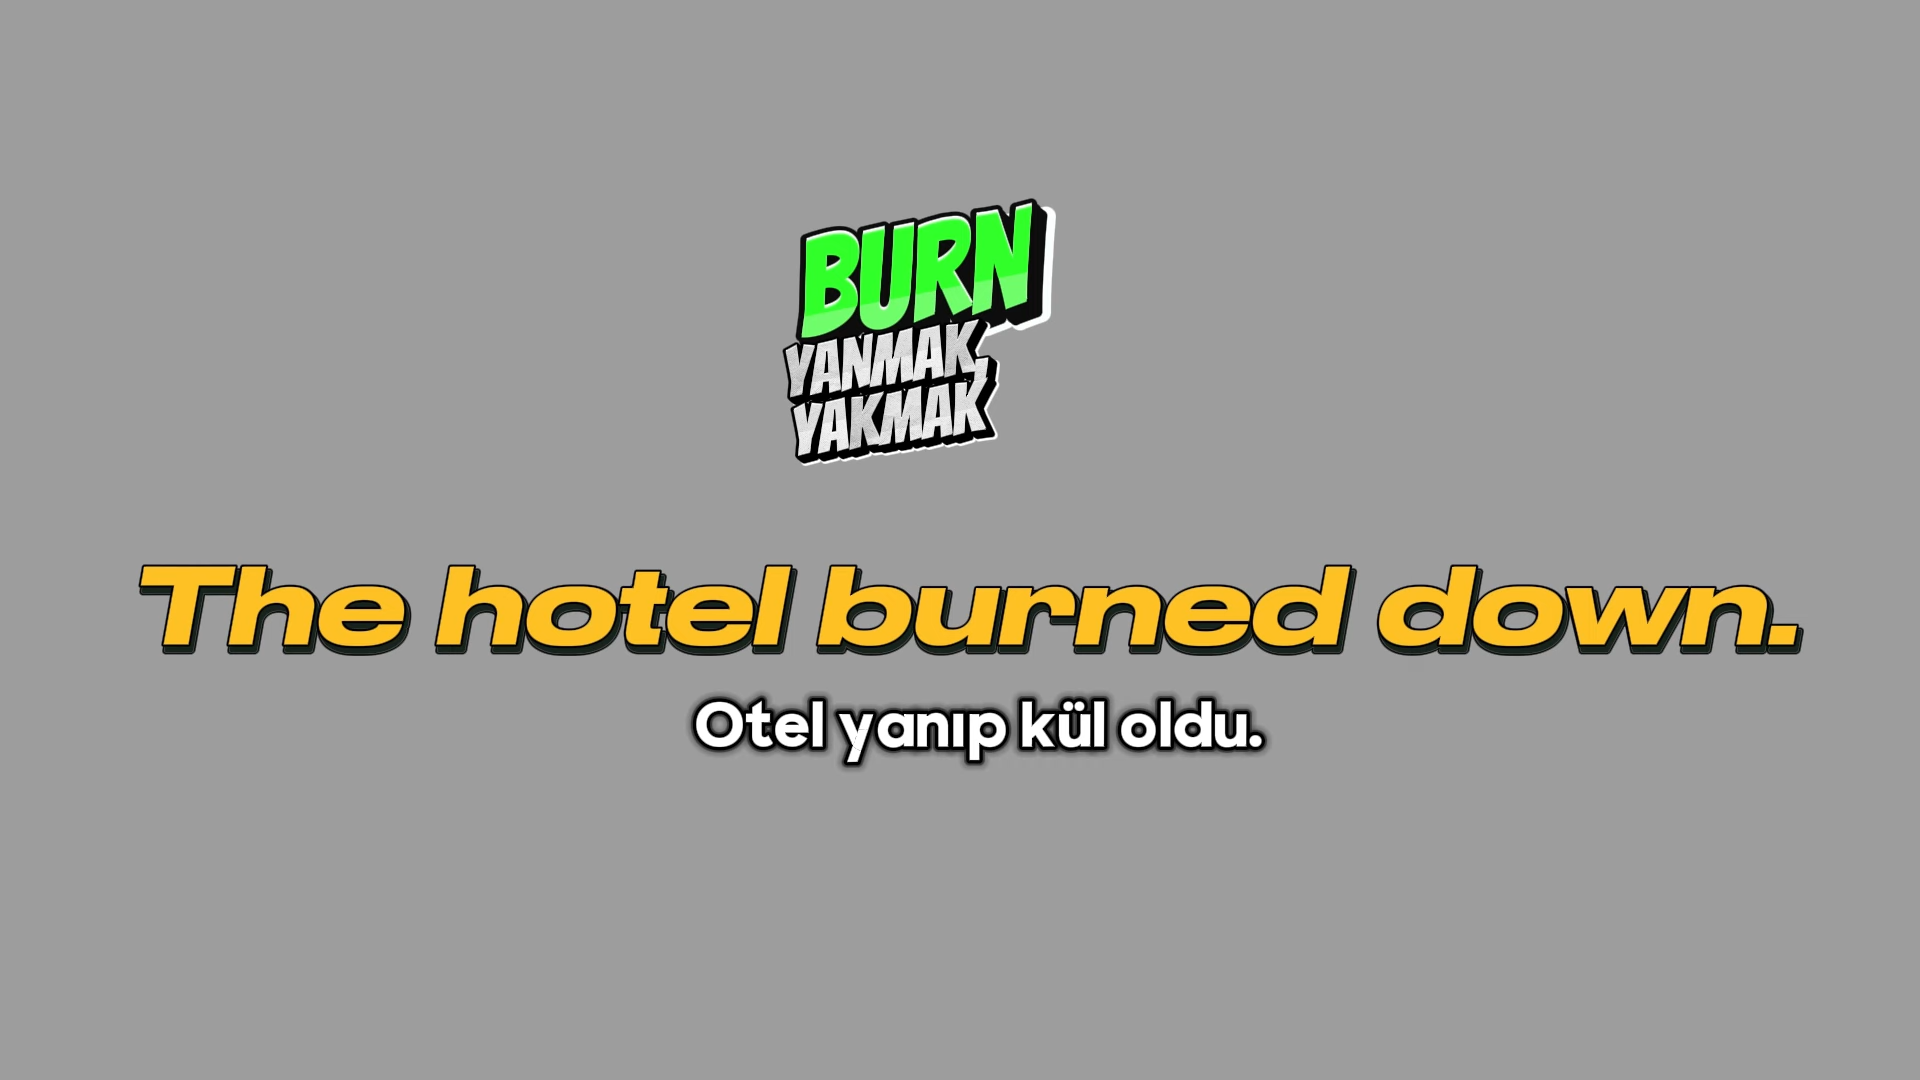 BURN
YANMAK,
YAKMAK
The hotel burned down.
Otel yanıp kül oldu.